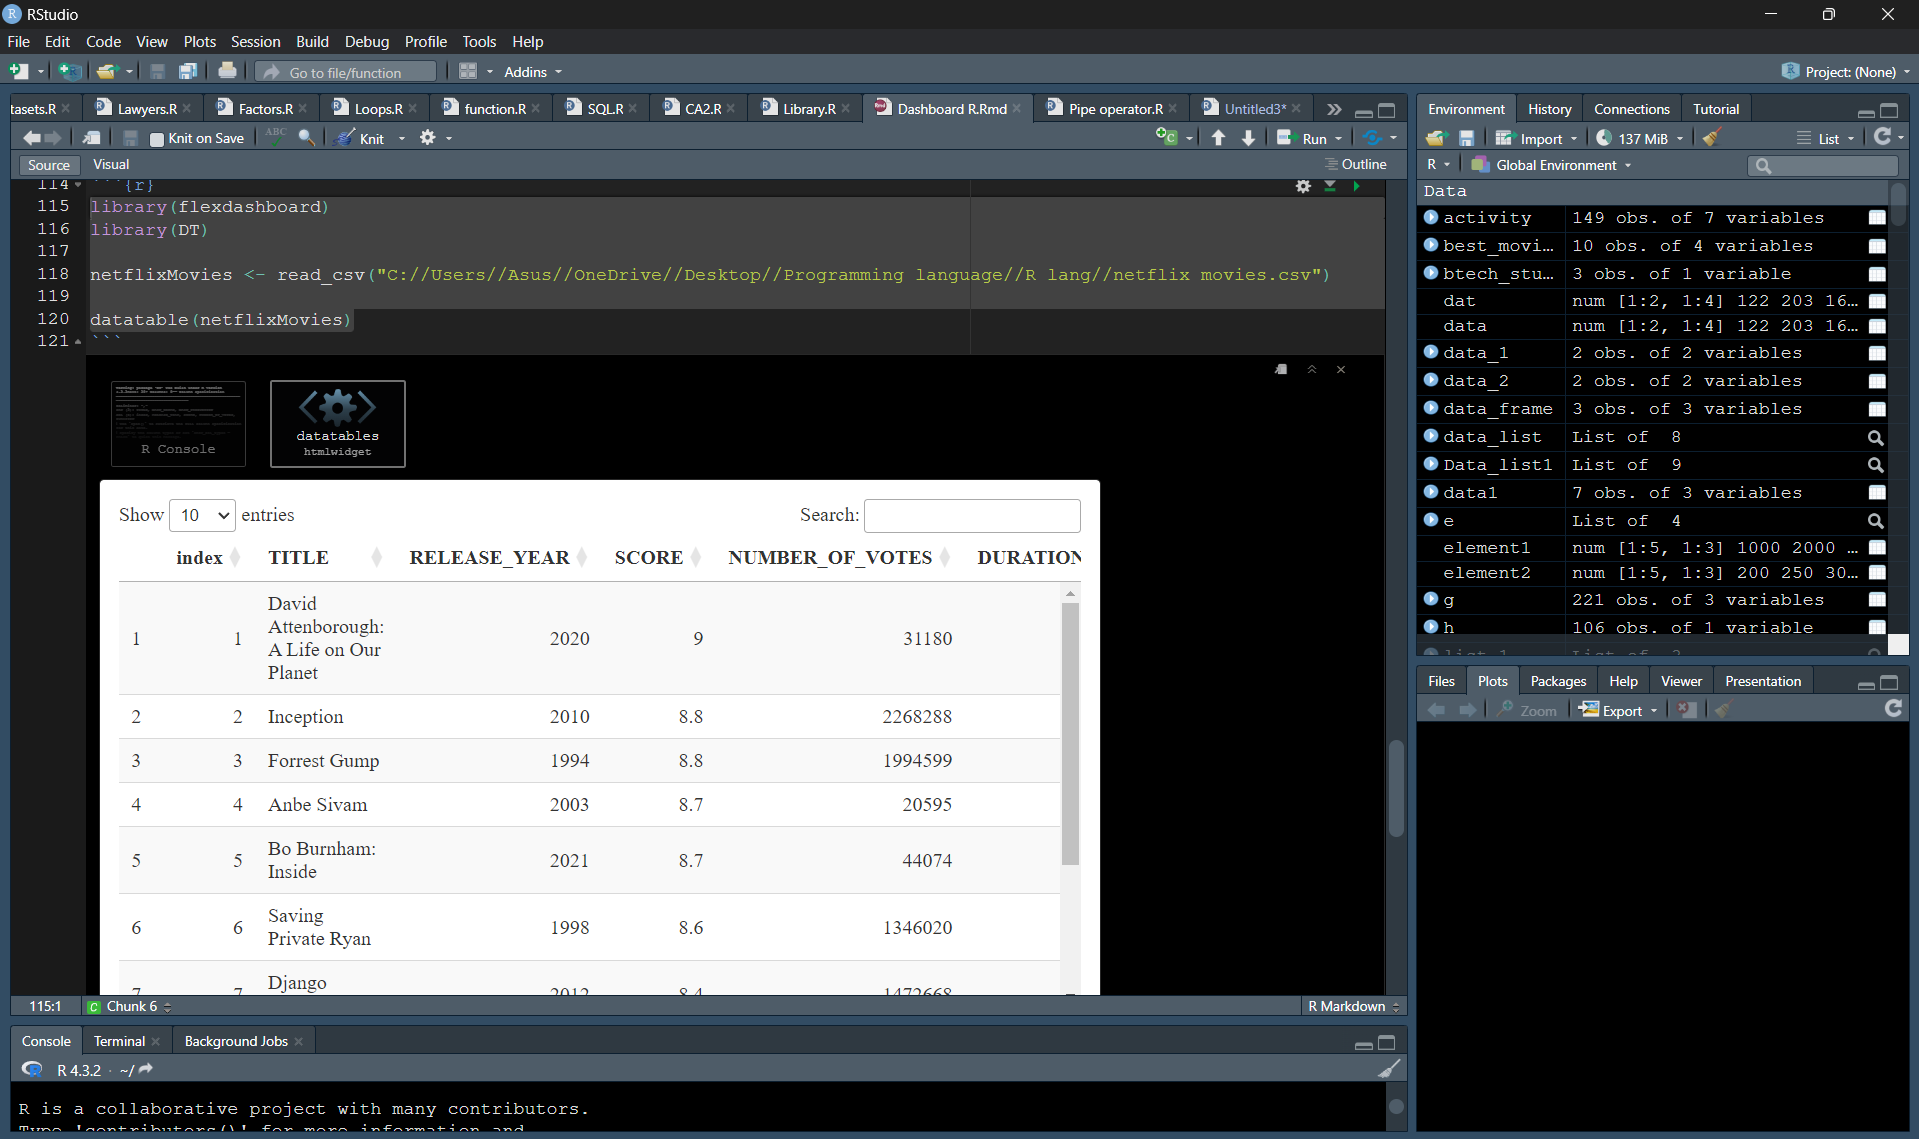 RStudio
File Edit Code View Plots Session Build Debug Profile Tools Help
Go to file/function Addins Project: (None)
tasets.R Lawyers.R Factors.R Loops.R function.R SQL.R CA2.R Library.R Dashboard R.Rmd Pipe operator.R Untitled3*
Knit on Save ABC Knit Run
Source Visual Outline
114 ```{r}
115 library(flexdashboard)
116 library(DT)
117
118 netflixMovies <- read_csv("C://Users//Asus//OneDrive//Desktop//Programming language//R lang//netflix movies.csv")
119
120 datatable(netflixMovies)
121 ```
R Console
datatables
htmlwidget
Show 10 entries Search:
index TITLE RELEASE_YEAR SCORE NUMBER_OF_VOTES DURATION
1 1 David Attenborough: A Life on Our Planet 2020 9 31180
2 2 Inception 2010 8.8 2268288
3 3 Forrest Gump 1994 8.8 1994599
4 4 Anbe Sivam 2003 8.7 20595
5 5 Bo Burnham: Inside 2021 8.7 44074
6 6 Saving Private Ryan 1998 8.6 1346020
7 7 Django 2012 8.4 1472668
115:1 Chunk 6 R Markdown
Console Terminal Background Jobs
R 4.3.2 · ~/
R is a collaborative project with many contributors.
Type 'contributors()' for more information and
Environment History Connections Tutorial
Import 137 MiB List
R Global Environment
Data
activity 149 obs. of 7 variables
best_movi… 10 obs. of 4 variables
btech_stu… 3 obs. of 1 variable
dat num [1:2, 1:4] 122 203 16…
data num [1:2, 1:4] 122 203 16…
data_1 2 obs. of 2 variables
data_2 2 obs. of 2 variables
data_frame 3 obs. of 3 variables
data_list List of 8
Data_list1 List of 9
data1 7 obs. of 3 variables
e List of 4
element1 num [1:5, 1:3] 1000 2000 …
element2 num [1:5, 1:3] 200 250 30…
g 221 obs. of 3 variables
h 106 obs. of 1 variable
Files Plots Packages Help Viewer Presentation
Zoom Export